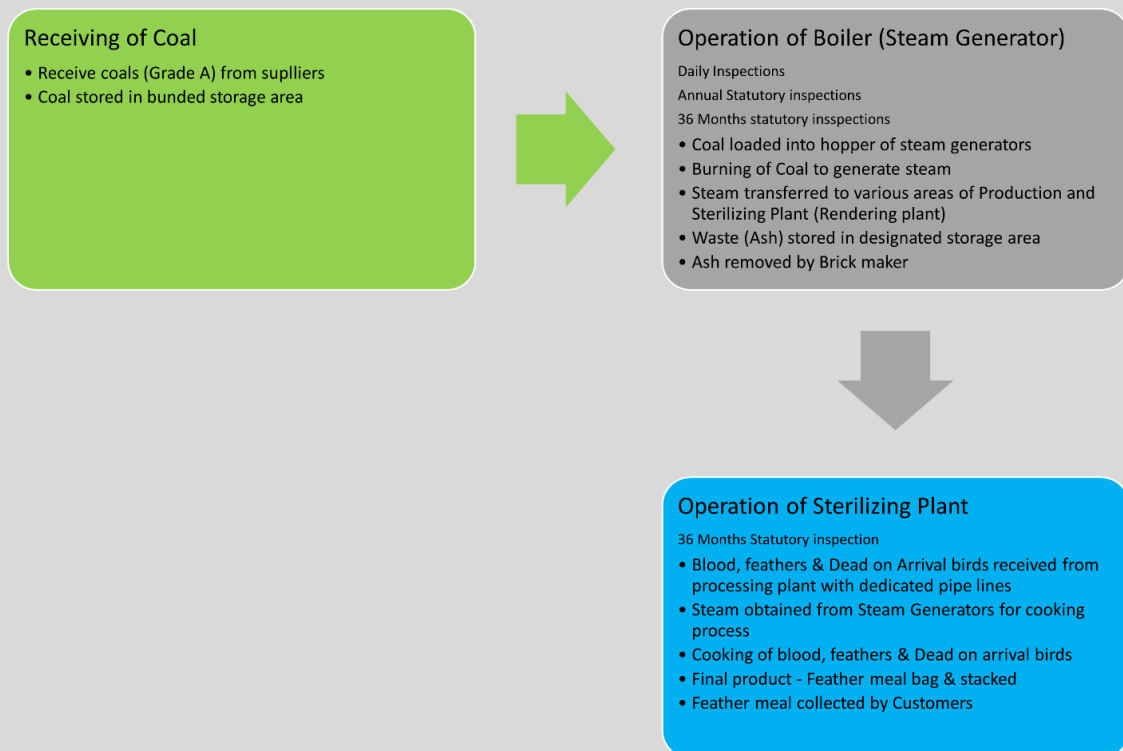 Receiving of Coal
• Receive coals (Grade A) from suplliers
• Coal stored in bunded storage area
Operation of Boiler (Steam Generator)
Daily Inspections
Annual Statutory inspections
36 Months statutory insspections
• Coal loaded into hopper of steam generators
• Burning of Coal to generate steam
• Steam transferred to various areas of Production and
Sterilizing Plant (Rendering plant)
• Waste (Ash) stored in designated storage area
• Ash removed by Brick maker
Operation of Sterilizing Plant
36 Months Statutory inspection
• Blood, feathers & Dead on Arrival birds received from
processing plant with dedicated pipe lines
• Steam obtained from Steam Generators for cooking
process
• Cooking of blood, feathers & Dead on arrival birds
• Final product - Feather meal bag & stacked
• Feather meal collected by Customers